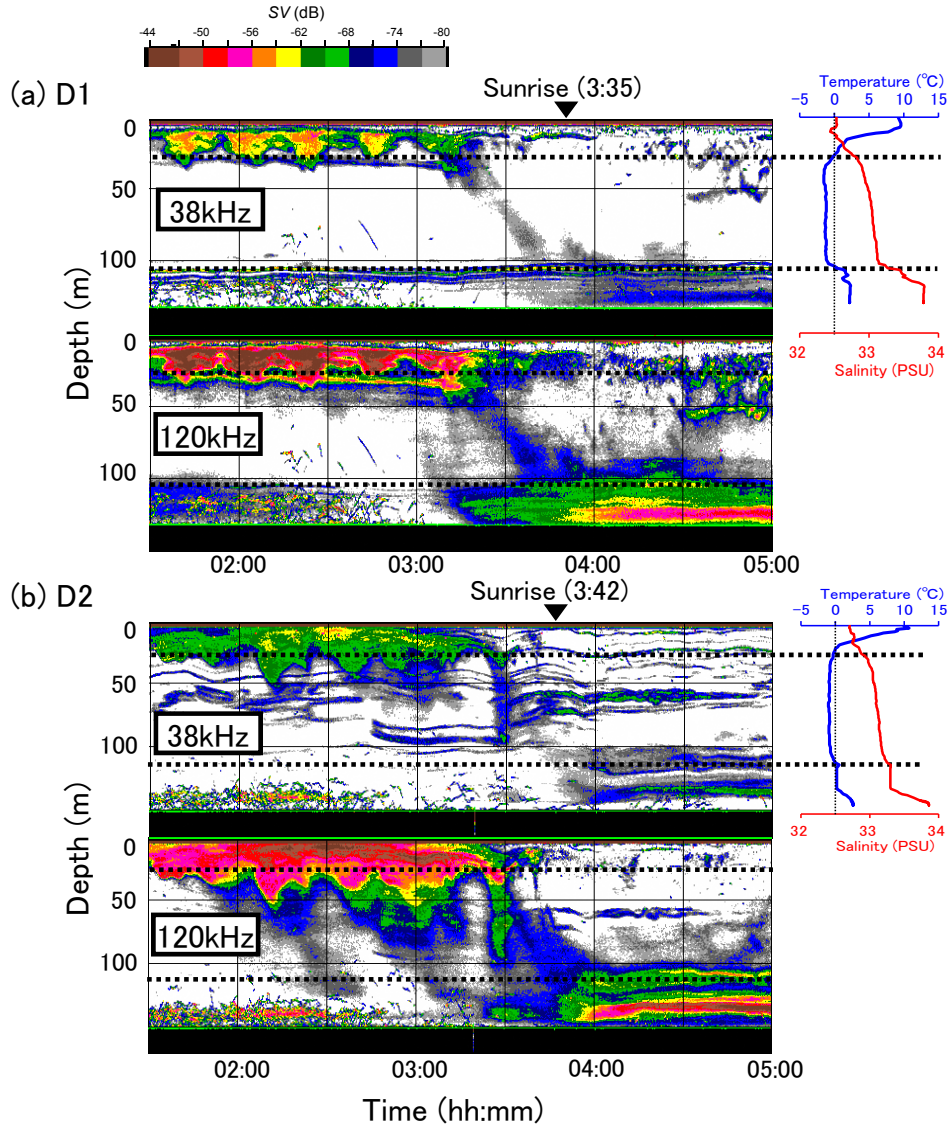 SV (dB)
-44 -50 -56 -62 -68 -74 -80
(a) D1
Sunrise (3:35)
Temperature (℃)
-5 0 5 10 15
0
50
100
38kHz
Depth (m)
0
50
100
120kHz
32 33 34
Salinity (PSU)
02:00 03:00 04:00 05:00
(b) D2
Sunrise (3:42)
Temperature (℃)
-5 0 5 10 15
0
50
100
38kHz
Depth (m)
32 33 34
Salinity (PSU)
0
50
100
120kHz
02:00 03:00 04:00 05:00
Time (hh:mm)